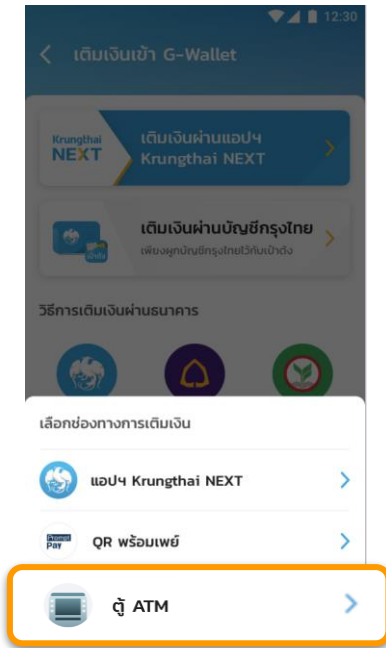 12:30
เติมเงินเข้า G-Wallet
Krungthai
NEXT
เติมเงินผ่านแอปฯ
Krungthai NEXT
เติมเงินผ่านบัญชีกรุงไทย
เพียงผูกบัญชีกรุงไทยไว้กับเป๋าตัง
เป๋าตัง
วิธีการเติมเงินผ่านธนาคาร
เลือกช่องทางการเติมเงิน
แอปฯ Krungthai NEXT
Prompt
Pay
QR พร้อมเพย์
ตู้ ATM